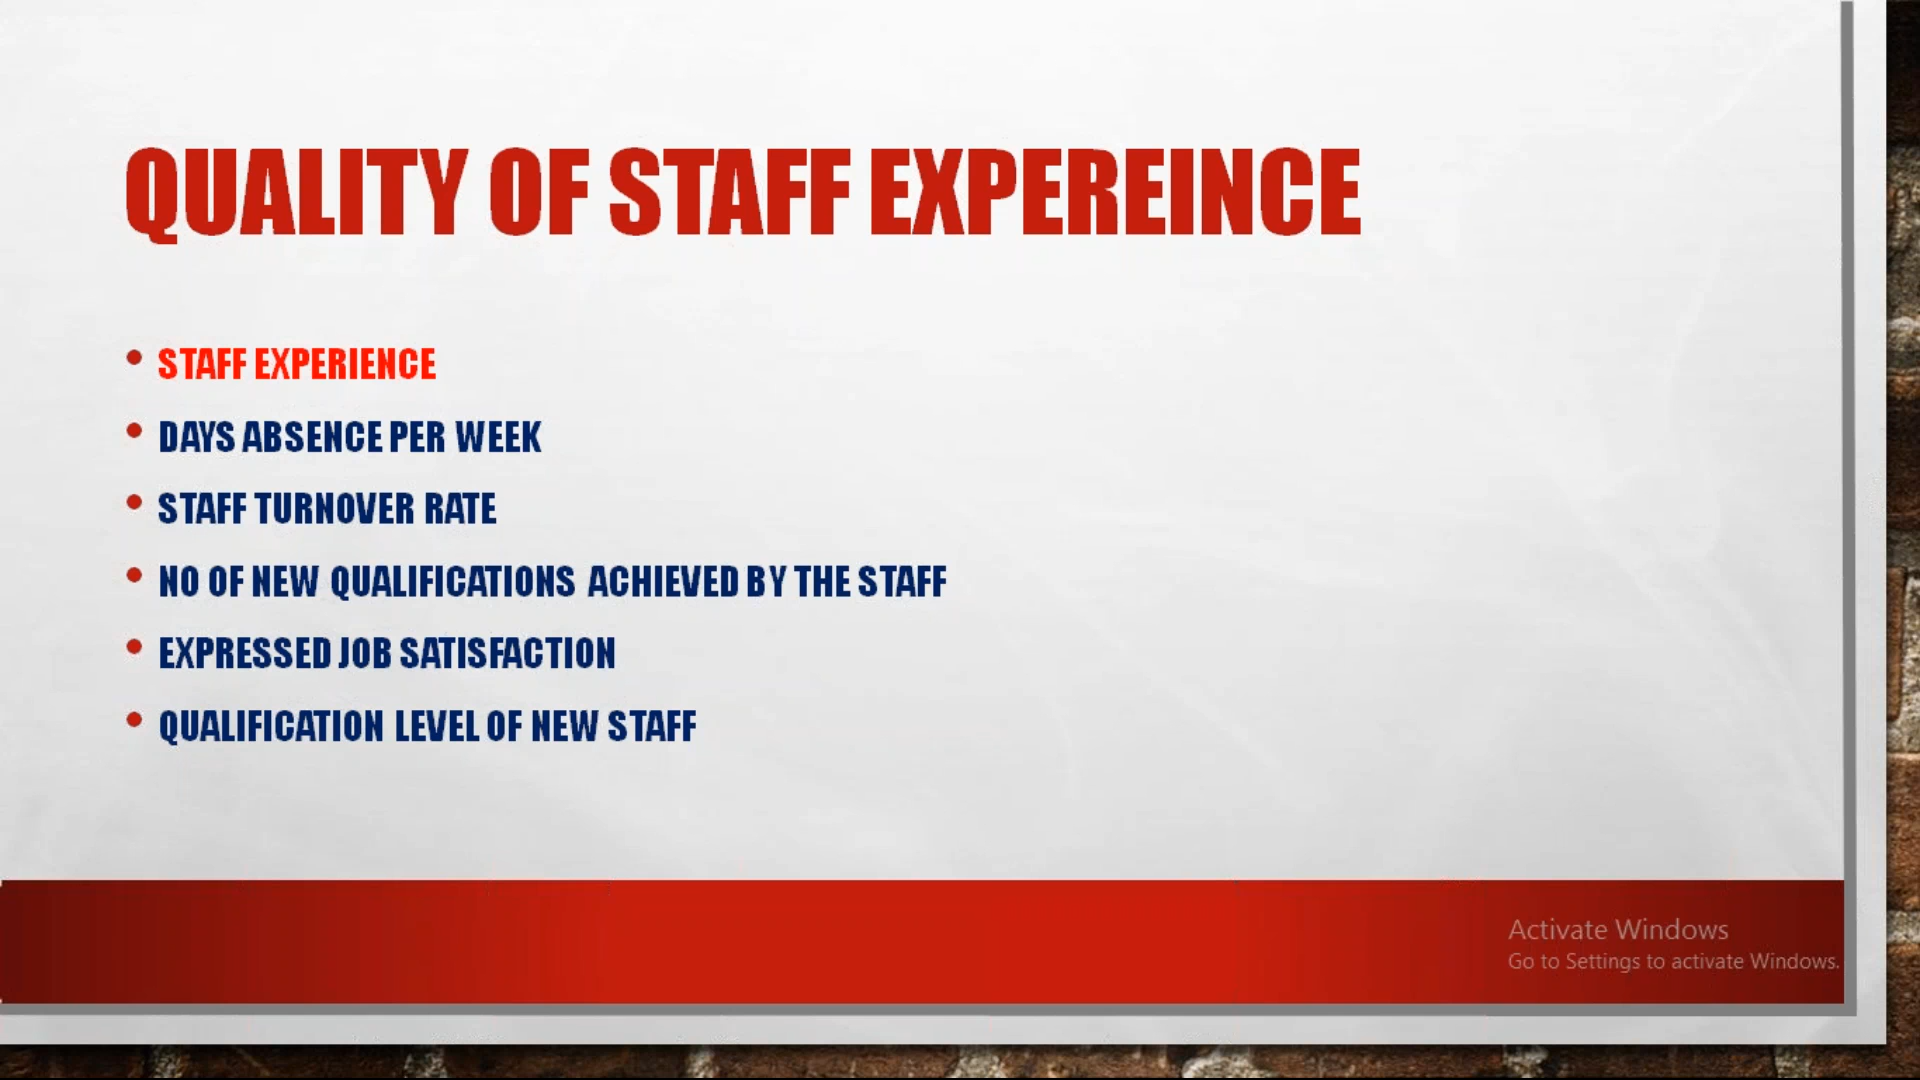 QUALITY OF STAFF EXPEREINCE
• STAFF EXPERIENCE
• DAYS ABSENCE PER WEEK
• STAFF TURNOVER RATE
• NO OF NEW QUALIFICATIONS ACHIEVED BY THE STAFF
• EXPRESSED JOB SATISFACTION
• QUALIFICATION LEVEL OF NEW STAFF
Activate Windows
Go to Settings to activate Windows.